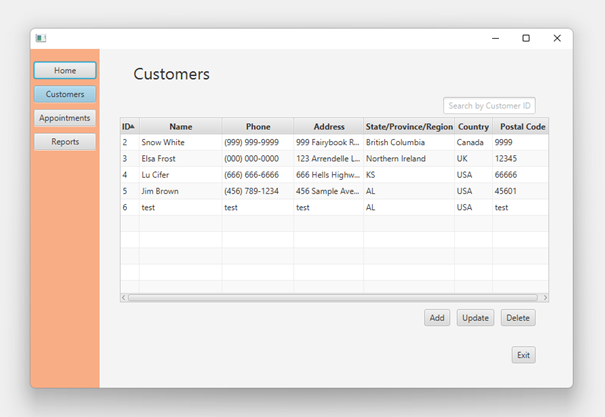 Home
Customers
Appointments
Reports
Customers
Search by Customer ID
ID Name Phone Address State/Province/Region Country Postal Code
2 Snow White (999) 999-9999 999 Fairybook R... British Columbia Canada 9999
3 Elsa Frost (000) 000-0000 123 Arrendelle L... Northern Ireland UK 12345
4 Lu Cifer (666) 666-6666 666 Hells Highw... KS USA 66666
5 Jim Brown (456) 789-1234 456 Sample Ave... AL USA 45601
6 test test test AL USA test
Add Update Delete
Exit